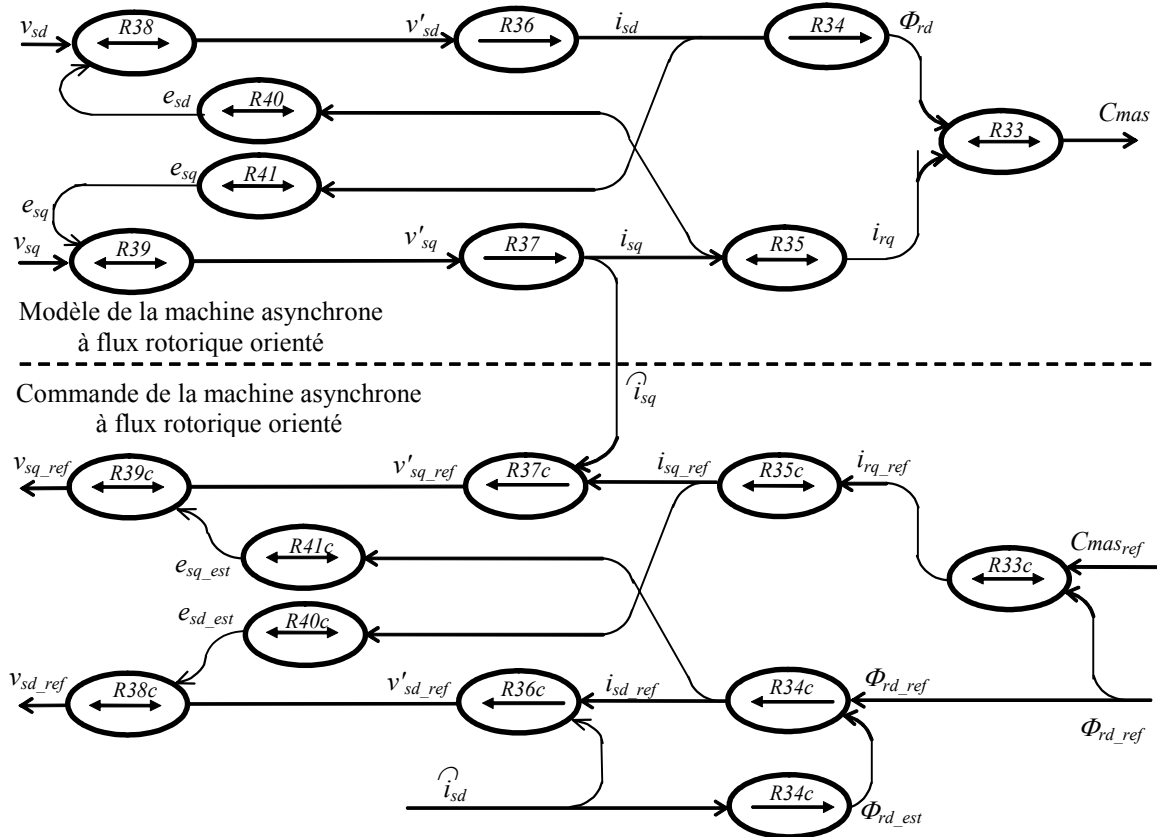 v_sd R38 v'_sd R36 i_sd R34 Φ_rd
e_sd R40 R33 Cmas
e_sq R41
e_sq
v_sq R39 v'_sq R37 i_sq R35 i_rq
Modèle de la machine asynchrone
à flux rotorique orienté
Commande de la machine asynchrone
à flux rotorique orienté
i_sq
v_sq_ref R39c v'_sq_ref R37c i_sq_ref R35c i_rq_ref
e_sq_est R41c R33c Cmas_ref
e_sd_est R40c
v_sd_ref R38c v'_sd_ref R36c i_sd_ref R34c Φ_rd_ref
Φ_rd_ref
i_sd R34c Φ_rd_est